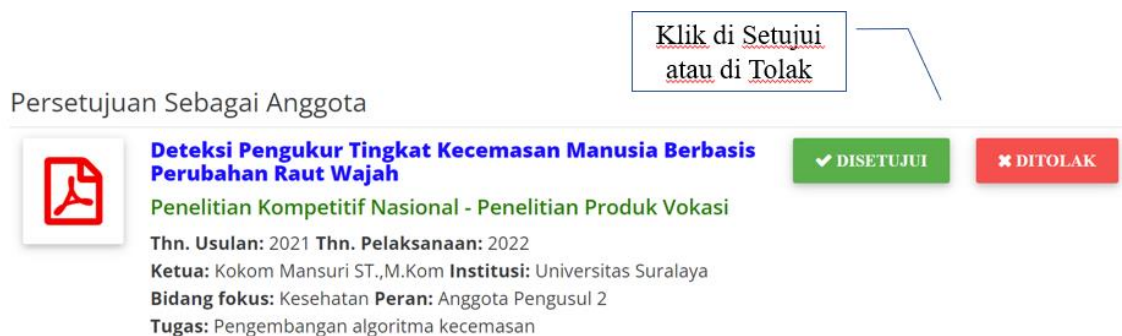 Klik di Setujui
atau di Tolak
Persetujuan Sebagai Anggota
Deteksi Pengukur Tingkat Kecemasan Manusia Berbasis
Perubahan Raut Wajah
✔ DISETUJUI
✖ DITOLAK
Penelitian Kompetitif Nasional - Penelitian Produk Vokasi
Thn. Usulan: 2021 Thn. Pelaksanaan: 2022
Ketua: Kokom Mansuri ST.,M.Kom Institusi: Universitas Suralaya
Bidang fokus: Kesehatan Peran: Anggota Pengusul 2
Tugas: Pengembangan algoritma kecemasan